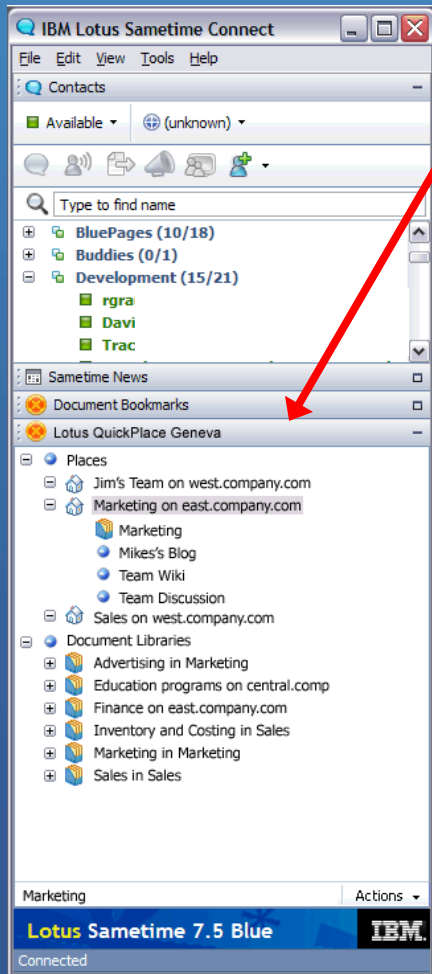 IBM Lotus Sametime Connect
File Edit View Tools Help
Contacts
Available (unknown)
Type to find name
BluePages (10/18)
Buddies (0/1)
Development (15/21)
rgra
Davi
Trac
Sametime News
Document Bookmarks
Lotus QuickPlace Geneva
Places
Jim's Team on west.company.com
Marketing on east.company.com
Marketing
Mikes's Blog
Team Wiki
Team Discussion
Sales on west.company.com
Document Libraries
Advertising in Marketing
Education programs on central.comp
Finance on east.company.com
Inventory and Costing in Sales
Marketing in Marketing
Sales in Sales
Marketing Actions
Lotus Sametime 7.5 Blue IBM.
Connected